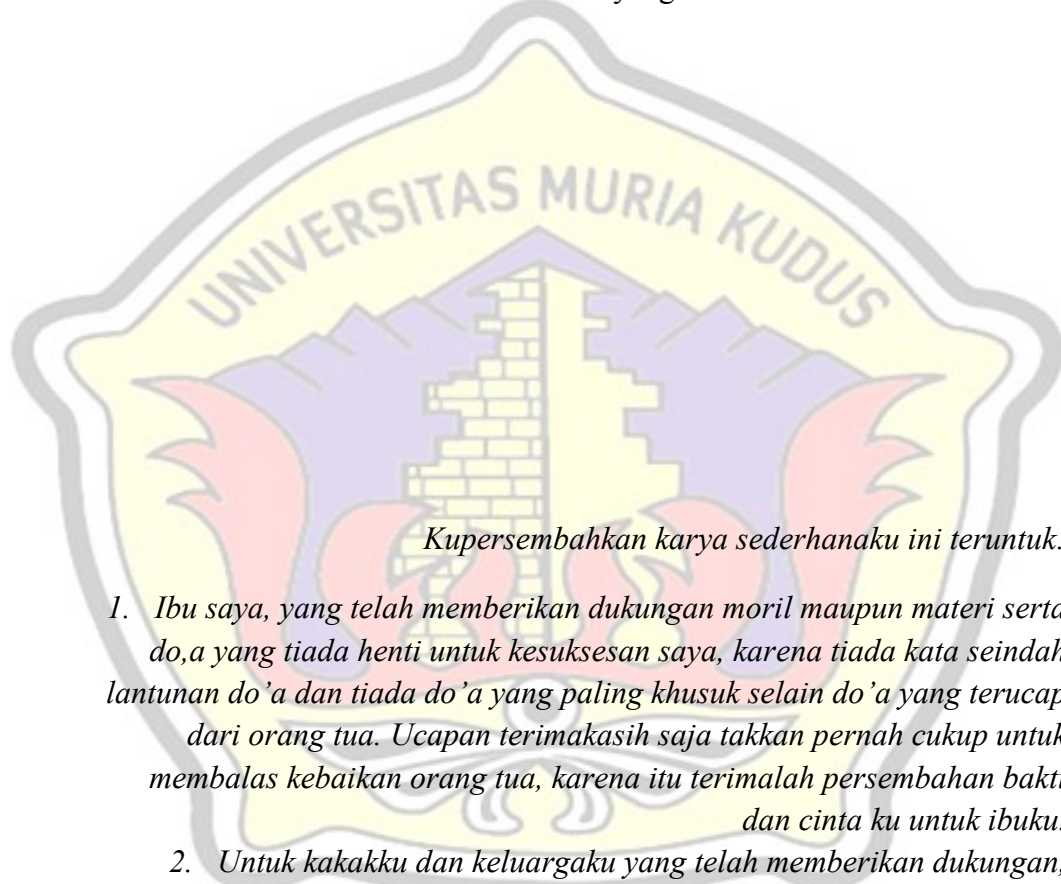 UNIVERSITAS MURIA KUDUS
Kupersembahkan karya sederhanaku ini teruntuk.
1. Ibu saya, yang telah memberikan dukungan moril maupun materi serta
do,a yang tiada henti untuk kesuksesan saya, karena tiada kata seindah
lantunan do'a dan tiada do'a yang paling khusuk selain do'a yang terucap
dari orang tua. Ucapan terimakasih saja takkan pernah cukup untuk
membalas kebaikan orang tua, karena itu terimalah persembahan bakti
dan cinta ku untuk ibuku.
2. Untuk kakakku dan keluargaku yang telah memberikan dukungan,